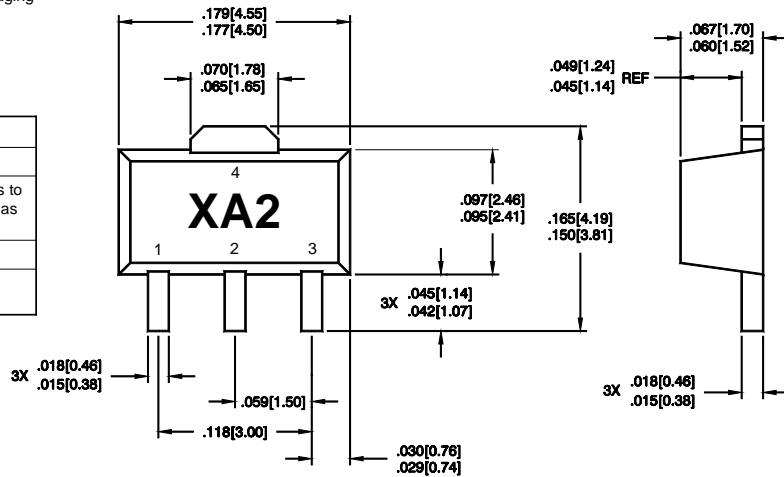 aging
s to
as
.179[4.55]
.177[4.50]
.070[1.78]
.065[1.65]
.067[1.70]
.060[1.52]
.049[1.24]
.045[1.14]
REF
4
XA2
1 2 3
.097[2.46]
.095[2.41]
.165[4.19]
.150[3.81]
3X .045[1.14]
.042[1.07]
3X .018[0.46]
.015[0.38]
.059[1.50]
.118[3.00]
.030[0.76]
.029[0.74]
3X .018[0.46]
.015[0.38]